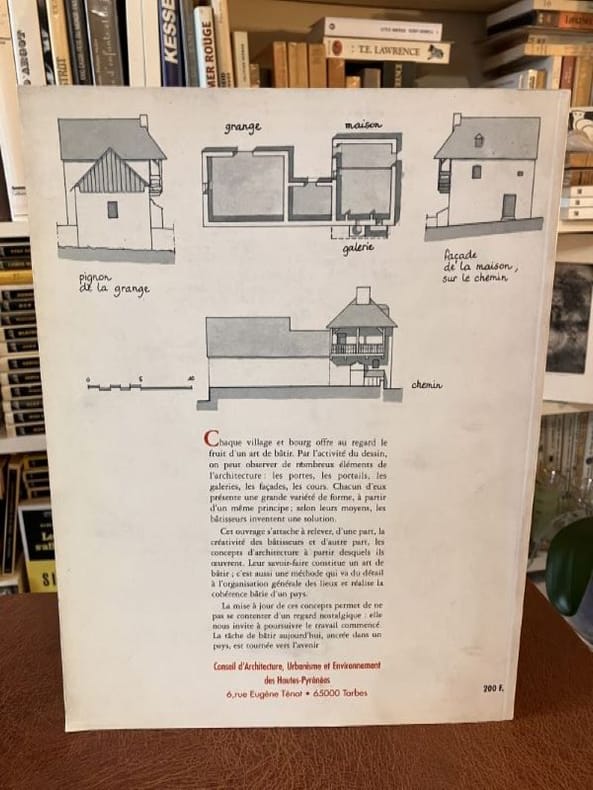 KESSE
MER ROUGE
T.E. LAWRENCE
grange
maison
galerie
pignon
de la grange
façade
de la maison,
sur le chemin
0 5 10
chemin
Chaque village et bourg offre au regard le
fruit d'un art de bâtir. Par l'activité du dessin,
on peut observer de nombreux éléments de
l'architecture : les portes, les portails, les
galeries, les façades, les cours. Chacun d'eux
présente une grande variété de forme, à partir
d'un même principe ; selon leurs moyens, les
bâtisseurs inventent une solution.
Cet ouvrage s'attache à relever, d'une part, la
créativité des bâtisseurs et d'autre part, les
concepts d'architecture à partir desquels ils
œuvrent. Leur savoir-faire constitue un art de
bâtir ; c'est aussi une méthode qui va du détail
à l'organisation générale des lieux et réalise la
cohérence bâtie d'un pays.
La mise à jour de ces concepts permet de ne
pas se contenter d'un regard nostalgique : elle
nous invite à poursuivre le travail commencé.
La tâche de bâtir aujourd'hui, ancrée dans un
pays, est tournée vers l'avenir
Conseil d'Architecture, Urbanisme et Environnement
des Hautes-Pyrénées
6, rue Eugène Ténot • 65000 Tarbes
200 F.